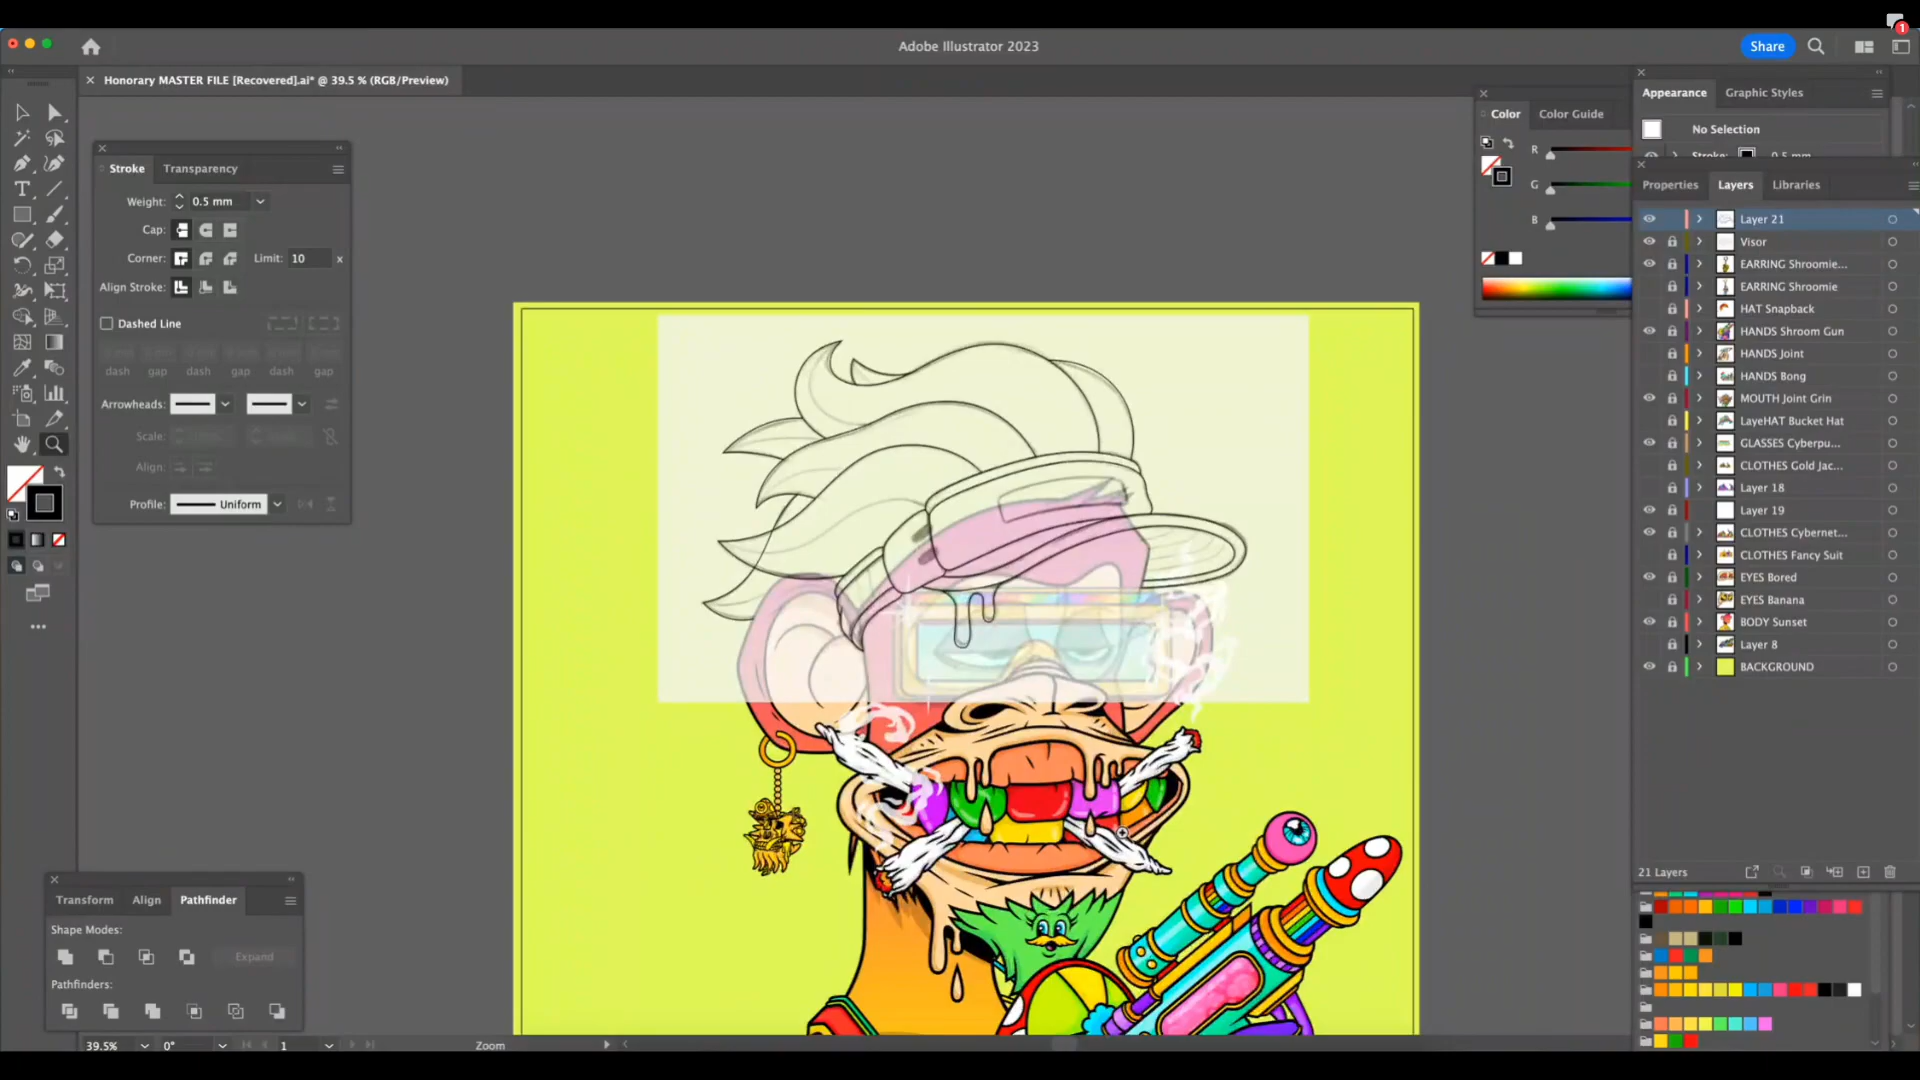 1
Adobe Illustrator 2023
Share
Honorary MASTER FILE [Recovered].ai* @ 39.5 % (RGB/Preview)
Appearance
Graphic Styles
Color
Color Guide
No Selection
Stroke:
0.5 mm
R
G
B
Stroke
Transparency
Weight:
0.5 mm
Cap:
Corner:
Limit:
10
x
Align Stroke:
Dashed Line
dash
gap
dash
gap
dash
gap
Arrowheads:
Scale:
Align:
Profile:
Uniform
Properties
Layers
Libraries
Layer 21
Visor
EARRING Shroomie...
EARRING Shroomie
HAT Snapback
HANDS Shroom Gun
HANDS Joint
HANDS Bong
MOUTH Joint Grin
LayeHAT Bucket Hat
GLASSES Cyberpu...
CLOTHES Gold Jac...
Layer 18
Layer 19
CLOTHES Cybernet...
CLOTHES Fancy Suit
EYES Bored
EYES Banana
BODY Sunset
Layer 8
BACKGROUND
21 Layers
Transform
Align
Pathfinder
Shape Modes:
Expand
Pathfinders:
39.5%
0°
1
Zoom